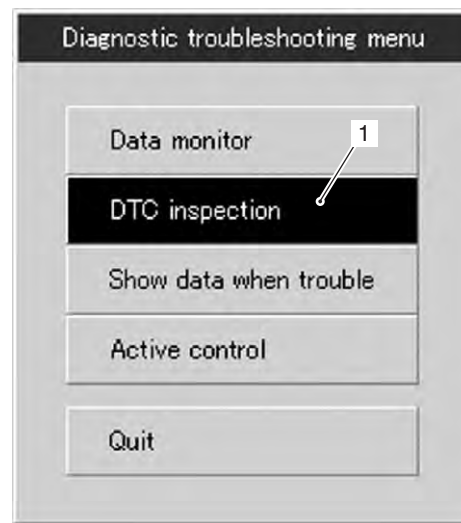 Diagnostic troubleshooting menu
Data monitor
1
DTC inspection
Show data when trouble
Active control
Quit